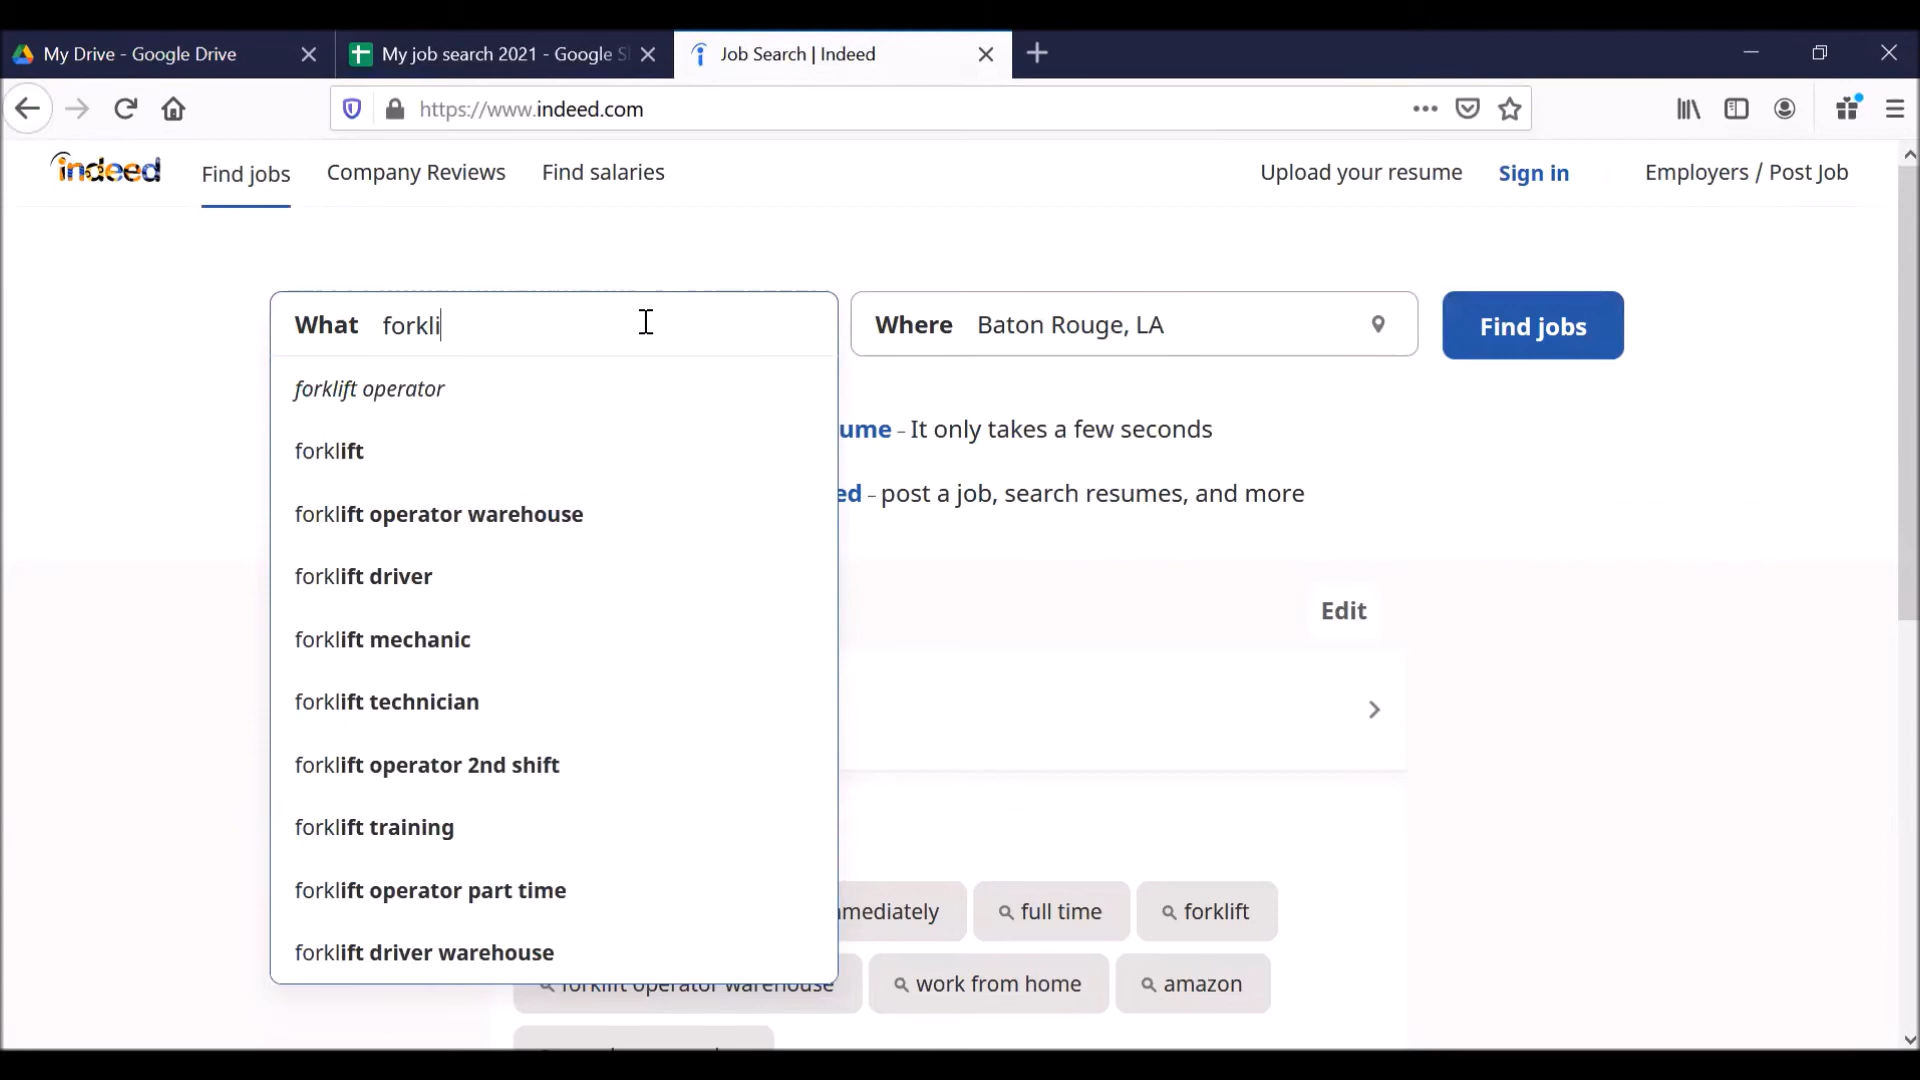 My Drive - Google Drive
My job search 2021 - Google S
Job Search | Indeed
https://www.indeed.com
indeed
Find jobs
Company Reviews
Find salaries
Upload your resume
Sign in
Employers / Post Job
What forkli
Where Baton Rouge, LA
Find jobs
forklift operator
forklift
forklift operator warehouse
forklift driver
forklift mechanic
forklift technician
forklift operator 2nd shift
forklift training
forklift operator part time
forklift driver warehouse
ume – It only takes a few seconds
ed – post a job, search resumes, and more
Edit
mmediately
full time
forklift
forklift operator warehouse
work from home
amazon